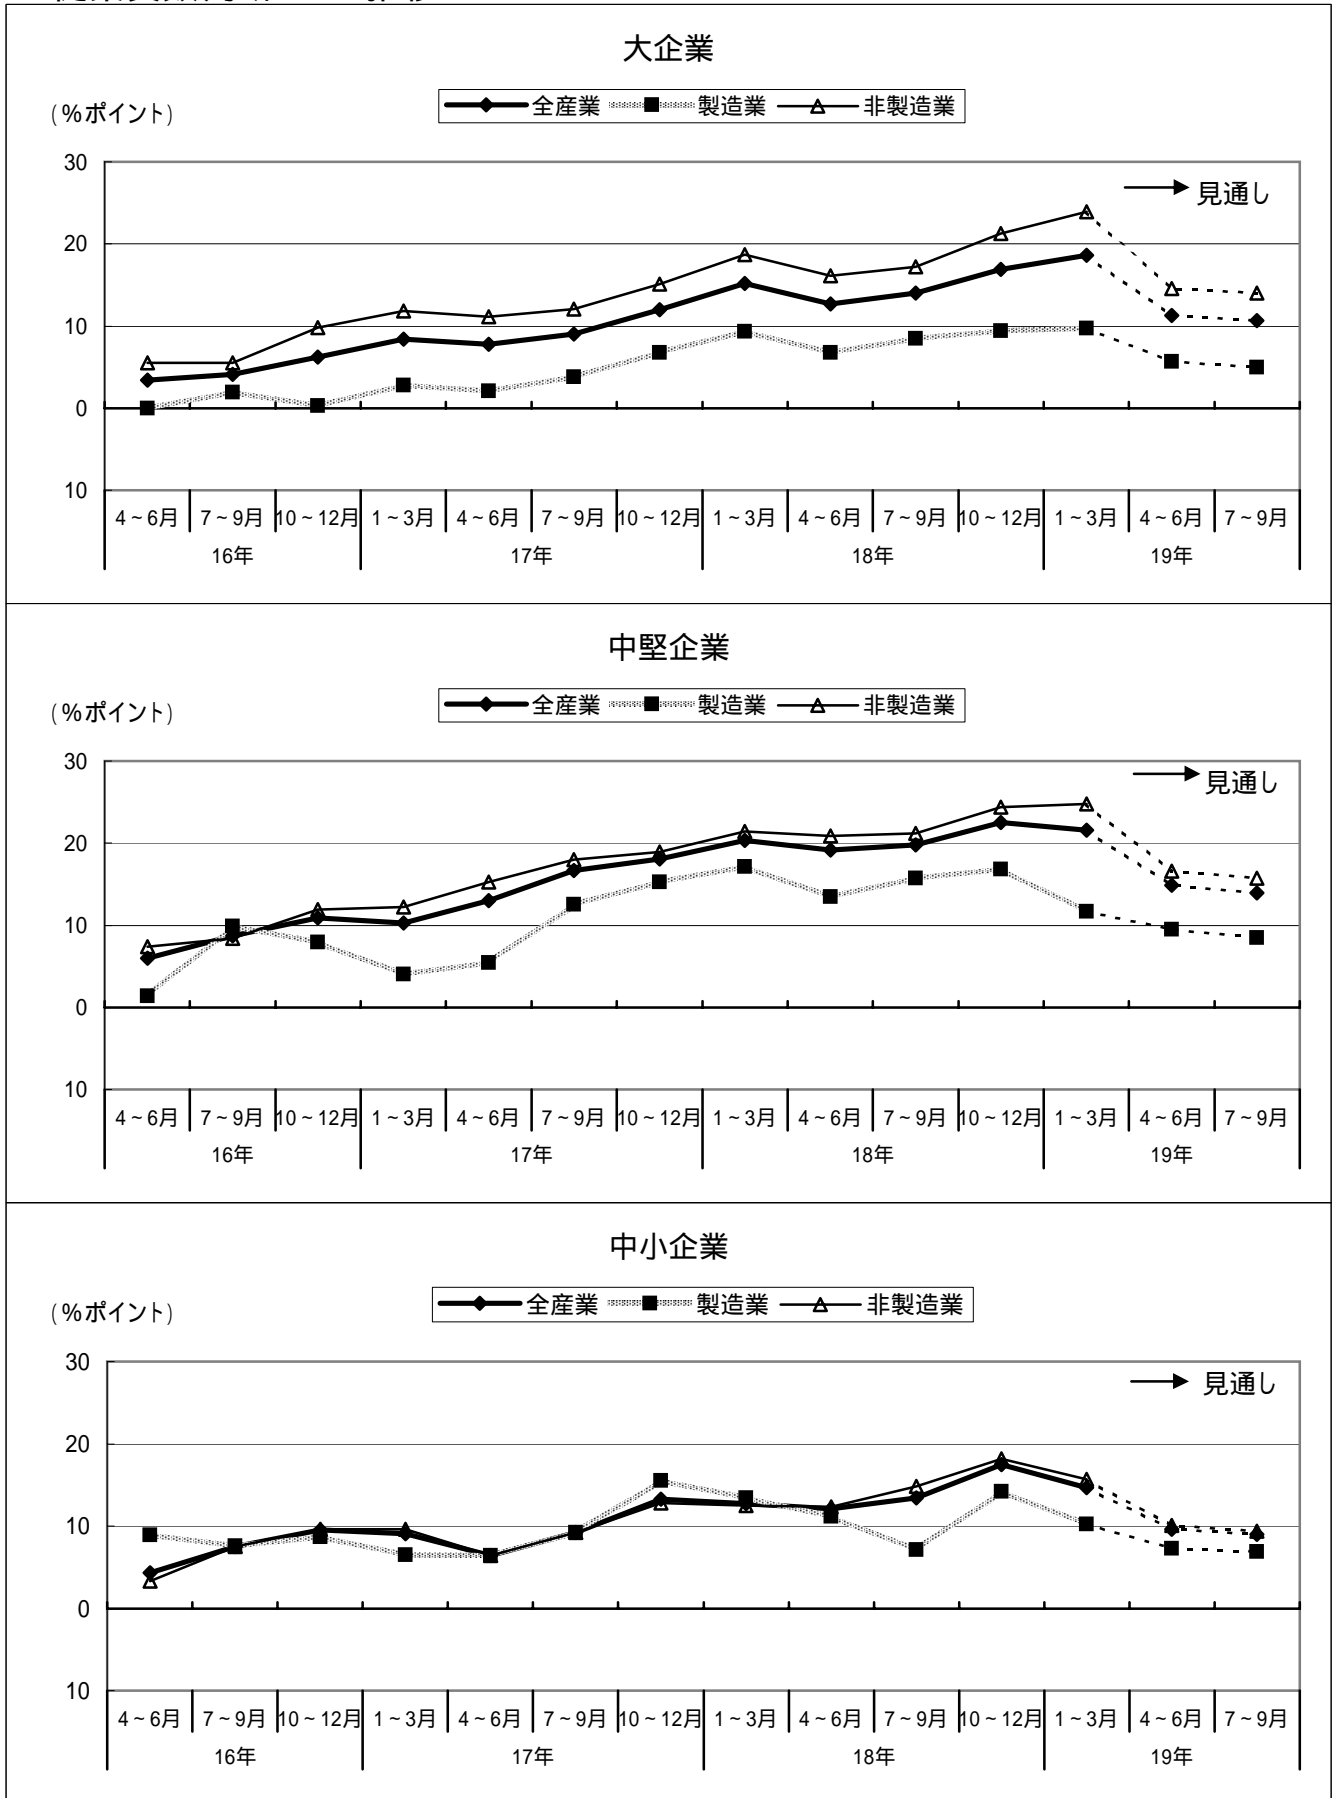 大企業
(%ポイント)
全産業 製造業 非製造業
30
見通し
20
10
0
10
4~6月 7~9月 10~12月 1~3月 4~6月 7~9月 10~12月 1~3月 4~6月 7~9月 10~12月 1~3月 4~6月 7~9月
16年 17年 18年 19年
中堅企業
(%ポイント)
全産業 製造業 非製造業
30
見通し
20
10
0
10
4~6月 7~9月 10~12月 1~3月 4~6月 7~9月 10~12月 1~3月 4~6月 7~9月 10~12月 1~3月 4~6月 7~9月
16年 17年 18年 19年
中小企業
(%ポイント)
全産業 製造業 非製造業
30
見通し
20
10
0
10
4~6月 7~9月 10~12月 1~3月 4~6月 7~9月 10~12月 1~3月 4~6月 7~9月 10~12月 1~3月 4~6月 7~9月
16年 17年 18年 19年